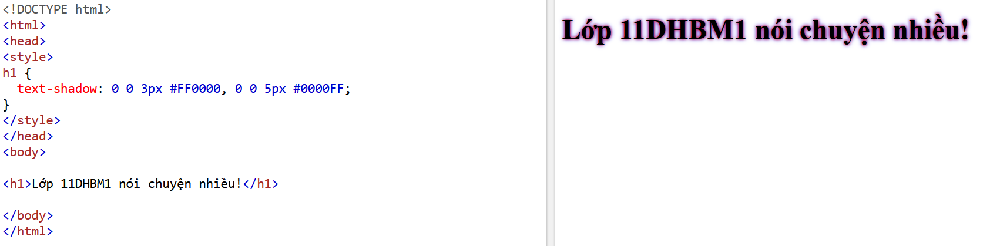 <!DOCTYPE html>
<html>
<head>
<style>
h1 {
  text-shadow: 0 0 3px #FF0000, 0 0 5px #0000FF;
}
</style>
</head>
<body>
<h1>Lớp 11DHBM1 nói chuyện nhiều!</h1>
</body>
</html>
Lớp 11DHBM1 nói chuyện nhiều!